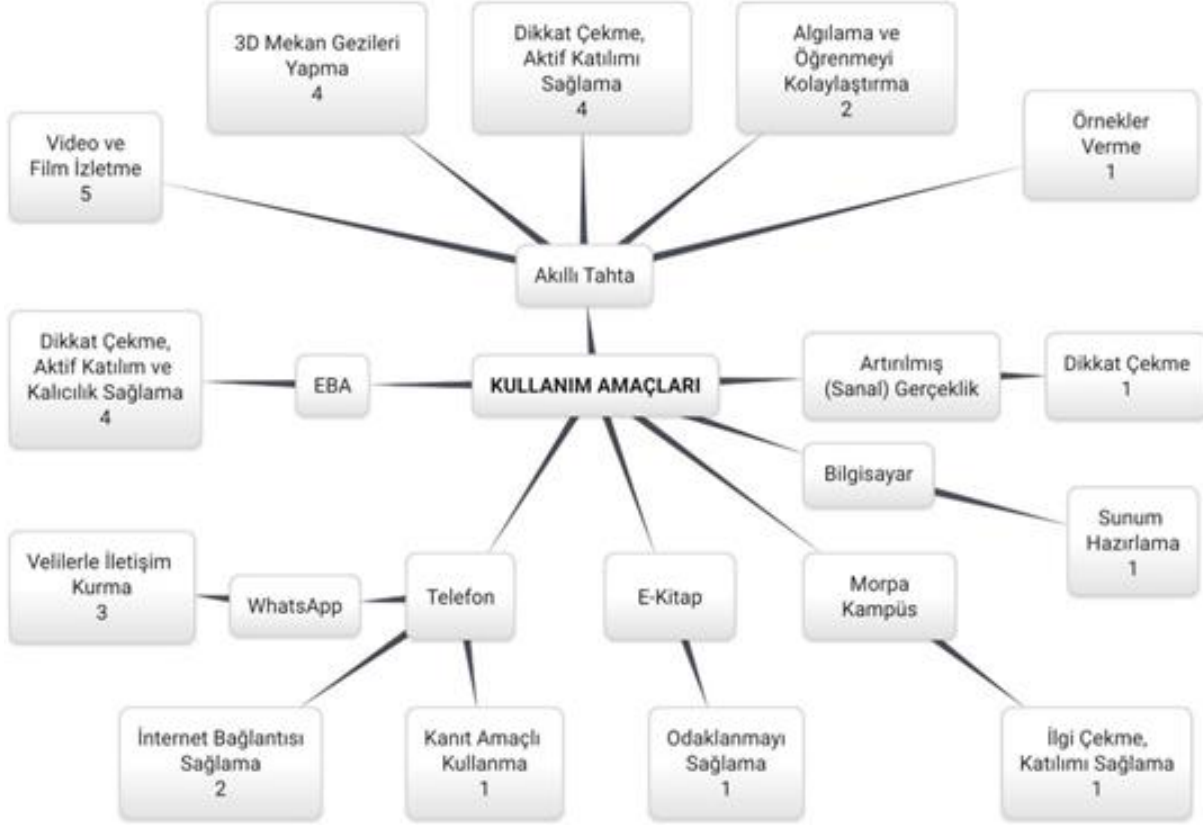 3D Mekan Gezileri
Yapma
4
Dikkat Çekme,
Aktif Katılımı
Sağlama
4
Algılama ve
Öğrenmeyi
Kolaylaştırma
2
Video ve
Film İzletme
5
Örnekler
Verme
1
Akıllı Tahta
Dikkat Çekme,
Aktif Katılım ve
Kalıcılık Sağlama
4
EBA
KULLANIM AMAÇLARI
Artırılmış
(Sanal) Gerçeklik
Dikkat Çekme
1
Bilgisayar
Sunum
Hazırlama
1
Velilerle İletişim
Kurma
3
WhatsApp
Telefon
E-Kitap
Morpa
Kampüs
İnternet Bağlantısı
Sağlama
2
Kanıt Amaçlı
Kullanma
1
Odaklanmayı
Sağlama
1
İlgi Çekme,
Katılımı Sağlama
1